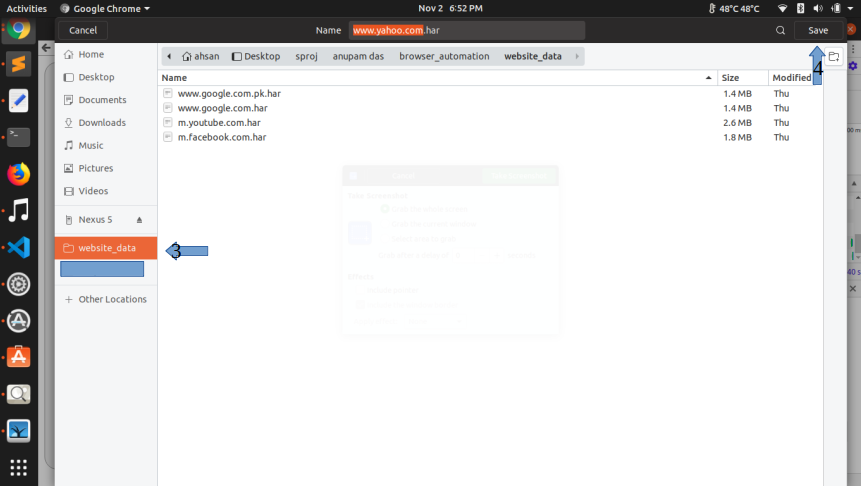 Activities Google Chrome Nov 2 6:52 PM 48°C 48°C
Cancel Name www.yahoo.com.har Save
Home ahsan Desktop sproj anupam das browser_automation website_data
Desktop Name Size Modified
www.google.com.pk.har 1.4 MB Thu
Documents
www.google.com.har 1.4 MB Thu
Downloads m.youtube.com.har 2.6 MB Thu
m.facebook.com.har 1.8 MB Thu
Music
Pictures
Videos
Nexus 5
website_data
Other Locations
3
4